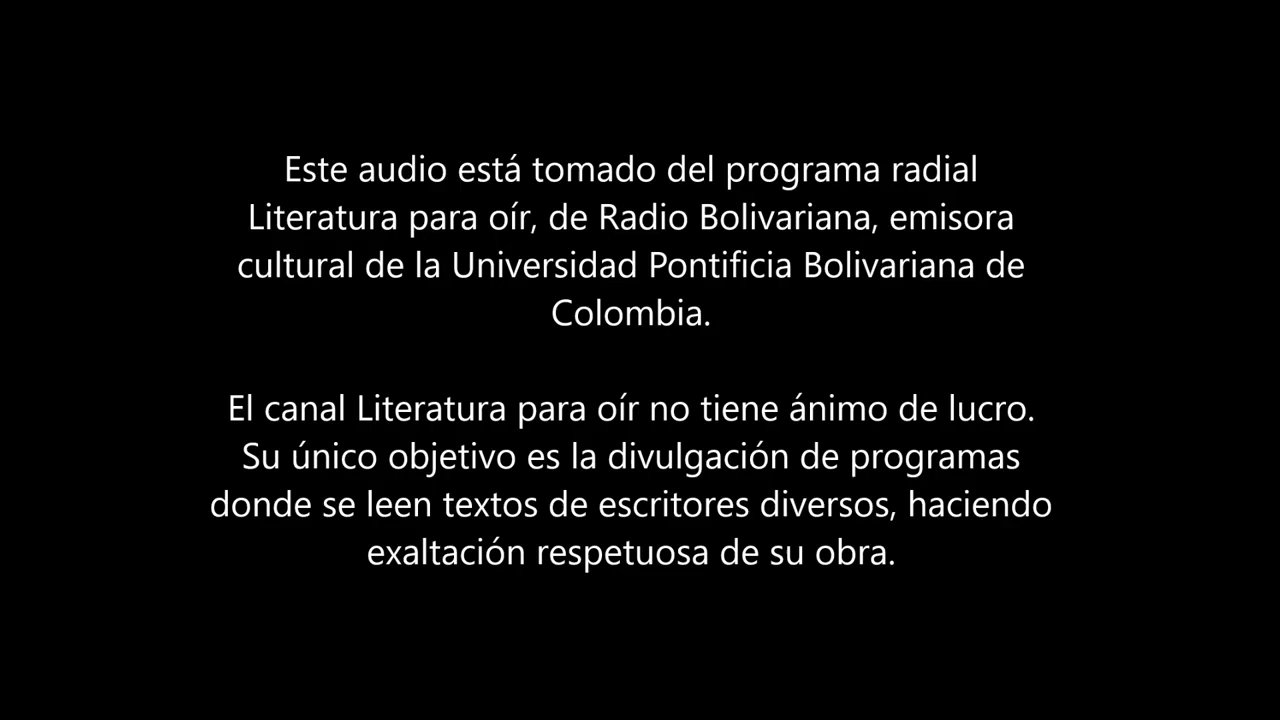 Este audio está tomado del programa radial
Literatura para oír, de Radio Bolivariana, emisora
cultural de la Universidad Pontificia Bolivariana de
Colombia.
El canal Literatura para oír no tiene ánimo de lucro.
Su único objetivo es la divulgación de programas
donde se leen textos de escritores diversos, haciendo
exaltación respetuosa de su obra.